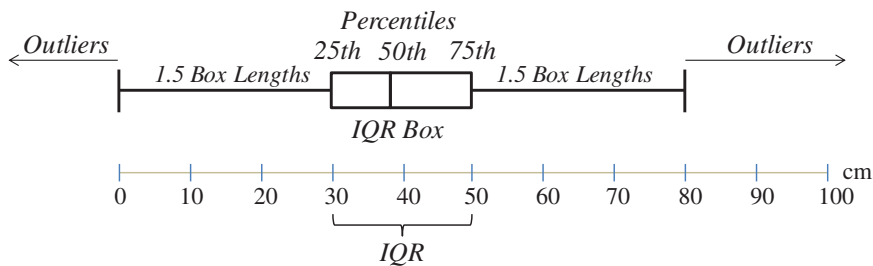 Percentiles
Outliers 25th 50th 75th Outliers
1.5 Box Lengths 1.5 Box Lengths
IQR Box
cm
0 10 20 30 40 50 60 70 80 90 100
IQR